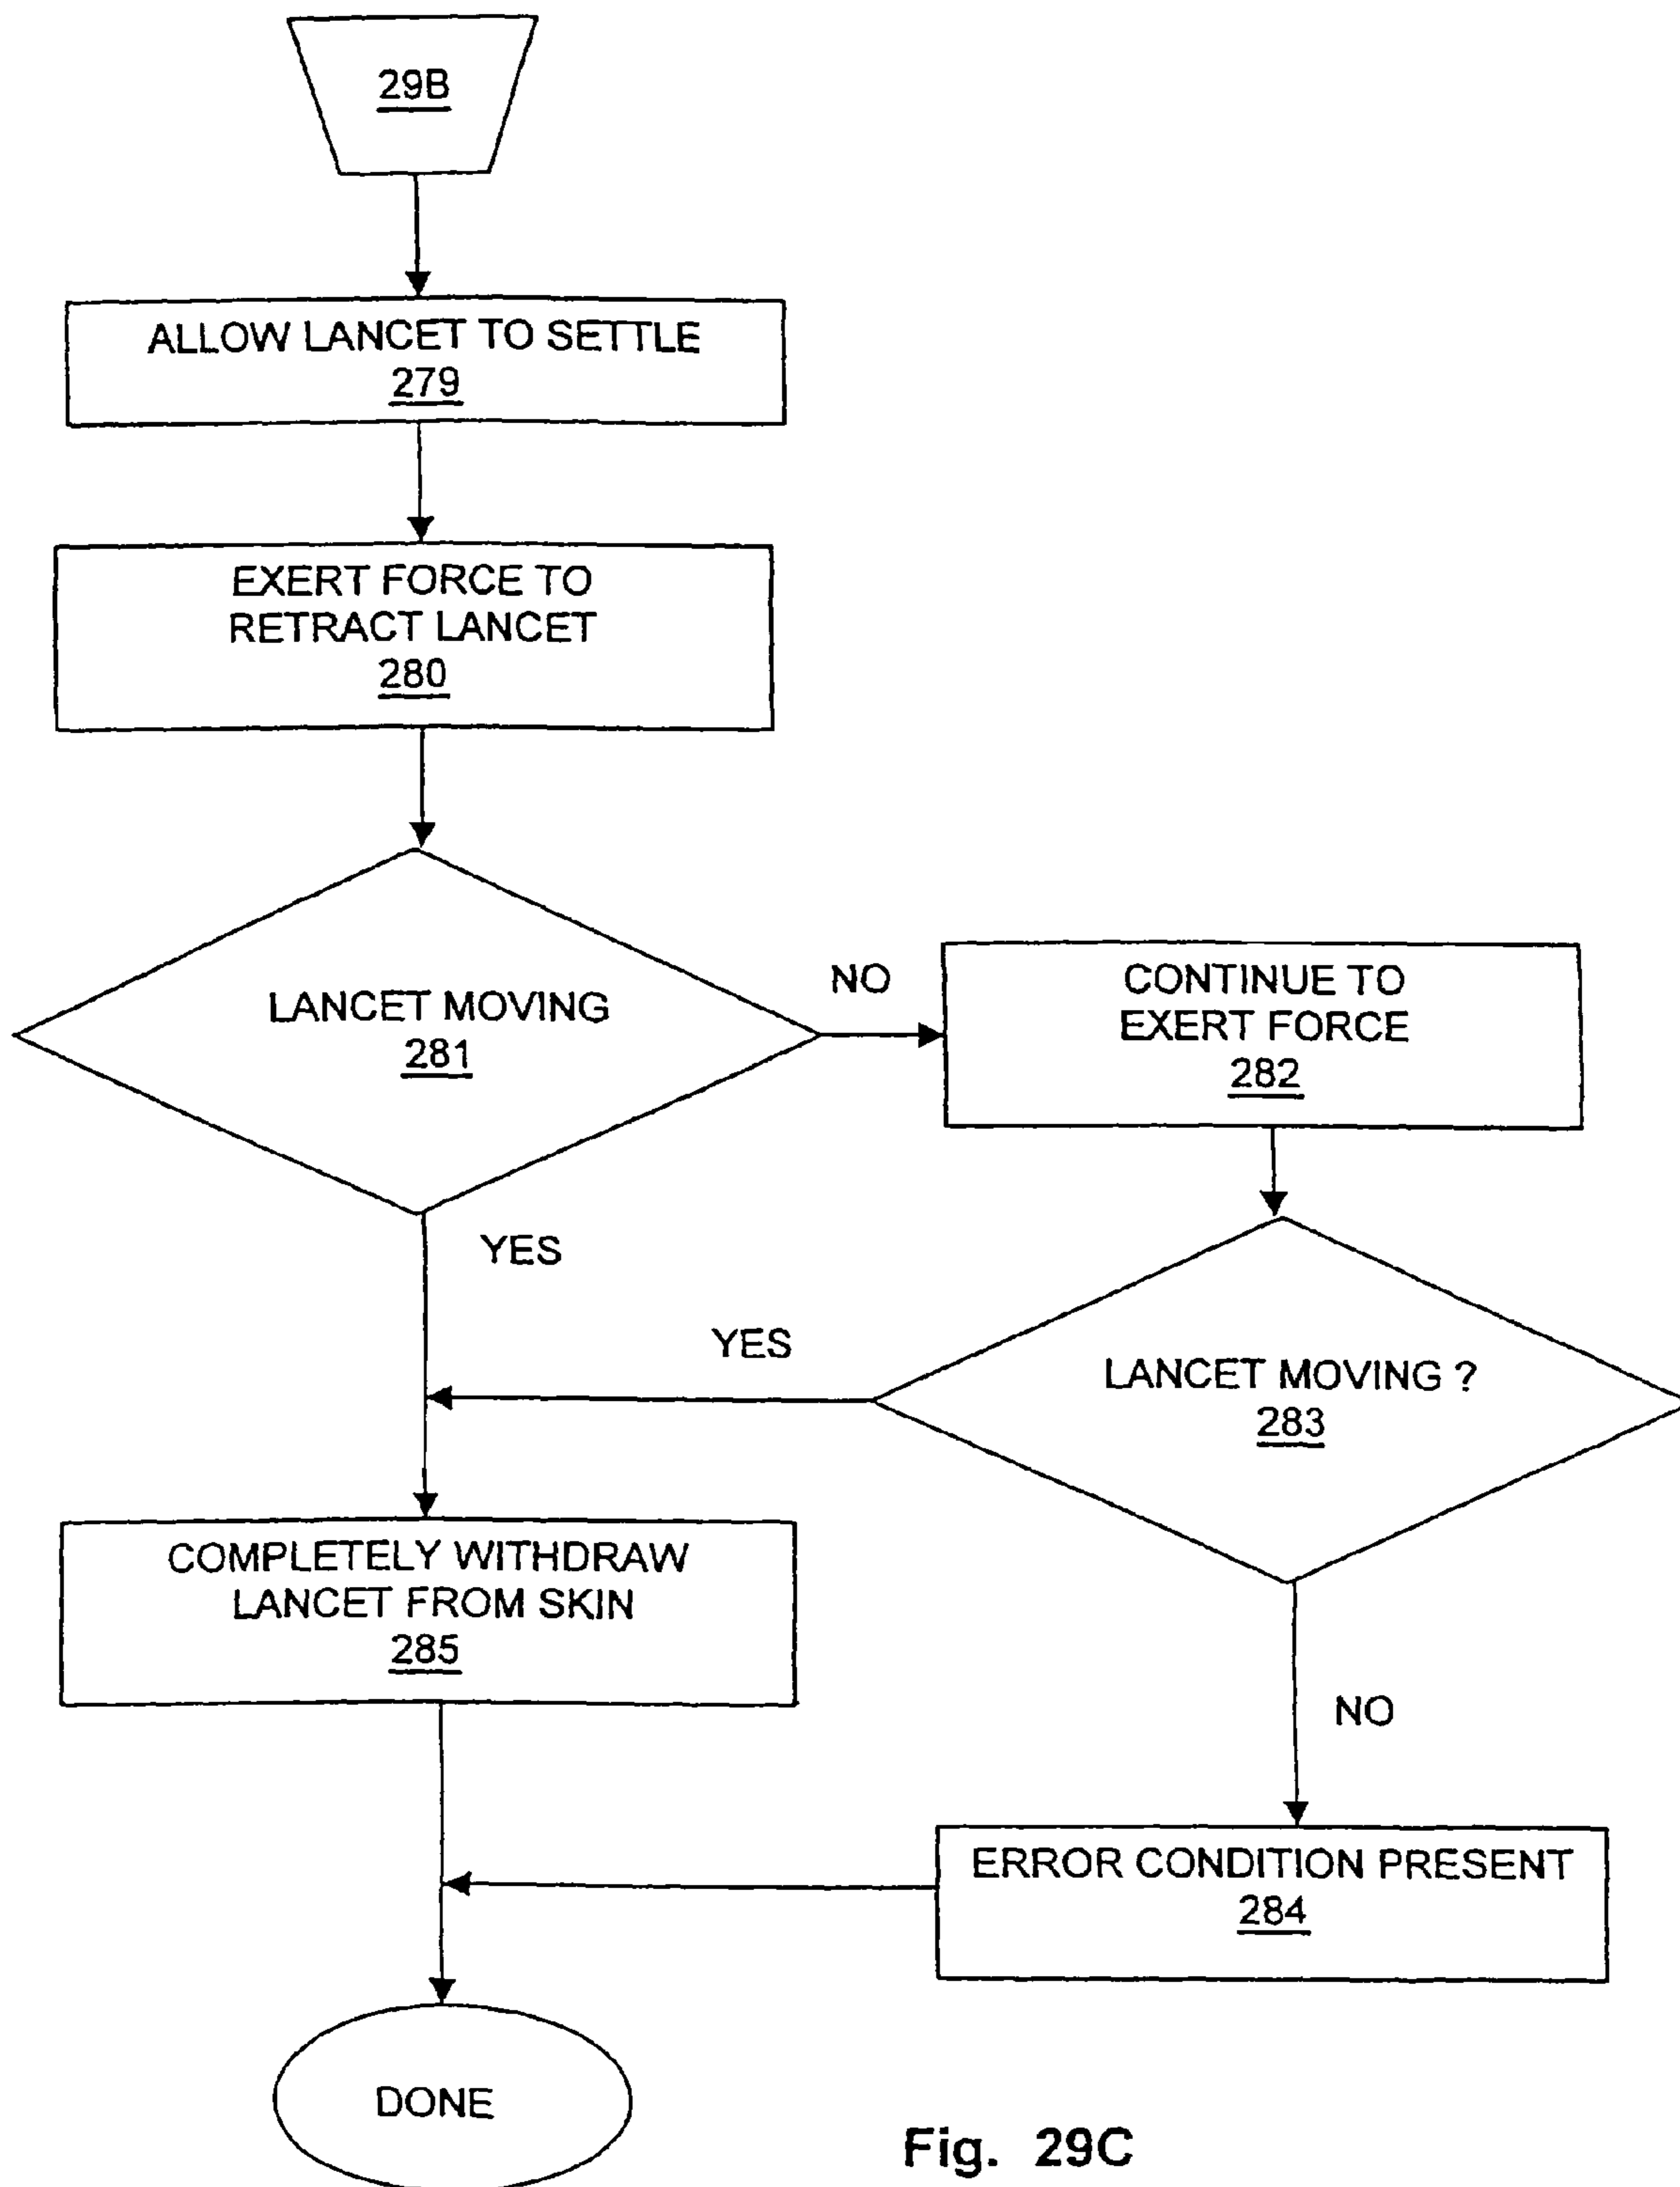 29B
ALLOW LANCET TO SETTLE
279
EXERT FORCE TO
RETRACT LANCET
280
LANCET MOVING
281
NO
CONTINUE TO
EXERT FORCE
282
YES
LANCET MOVING ?
283
YES
NO
COMPLETELY WITHDRAW
LANCET FROM SKIN
285
ERROR CONDITION PRESENT
284
DONE
Fig. 29C